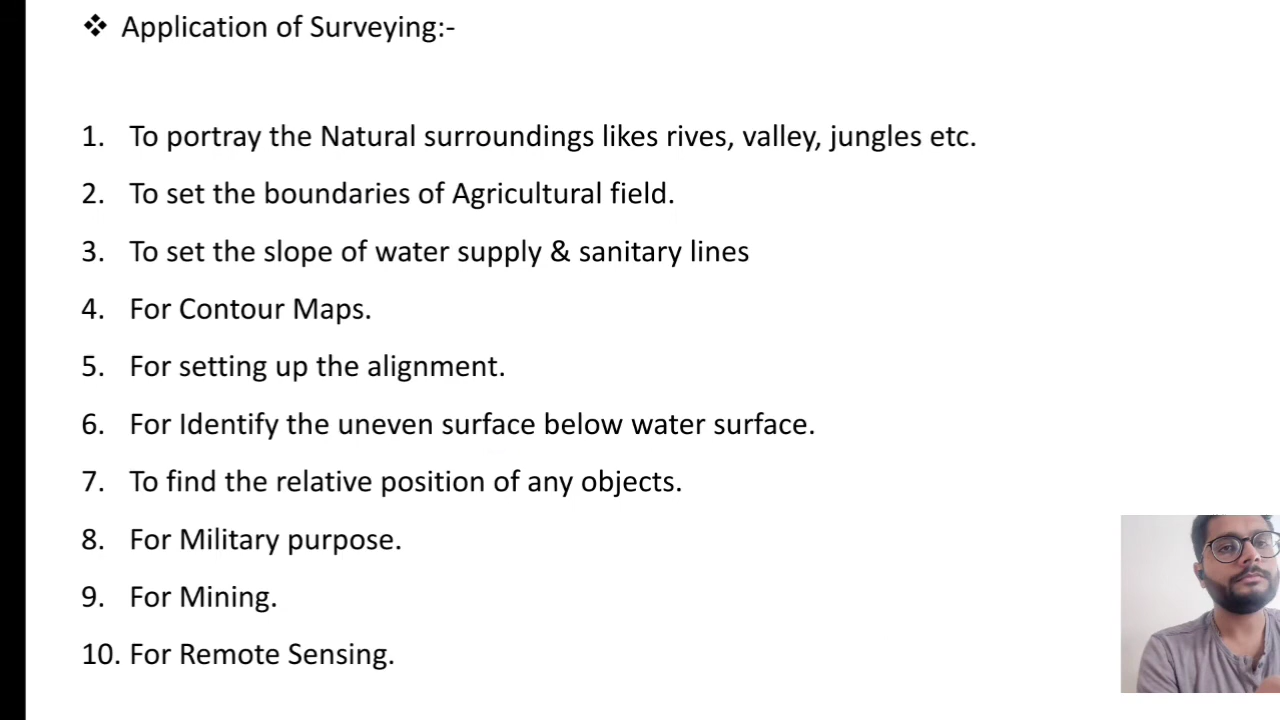 ❖ Application of Surveying:-
1. To portray the Natural surroundings likes rives, valley, jungles etc.
2. To set the boundaries of Agricultural field.
3. To set the slope of water supply & sanitary lines
4. For Contour Maps.
5. For setting up the alignment.
6. For Identify the uneven surface below water surface.
7. To find the relative position of any objects.
8. For Military purpose.
9. For Mining.
10. For Remote Sensing.